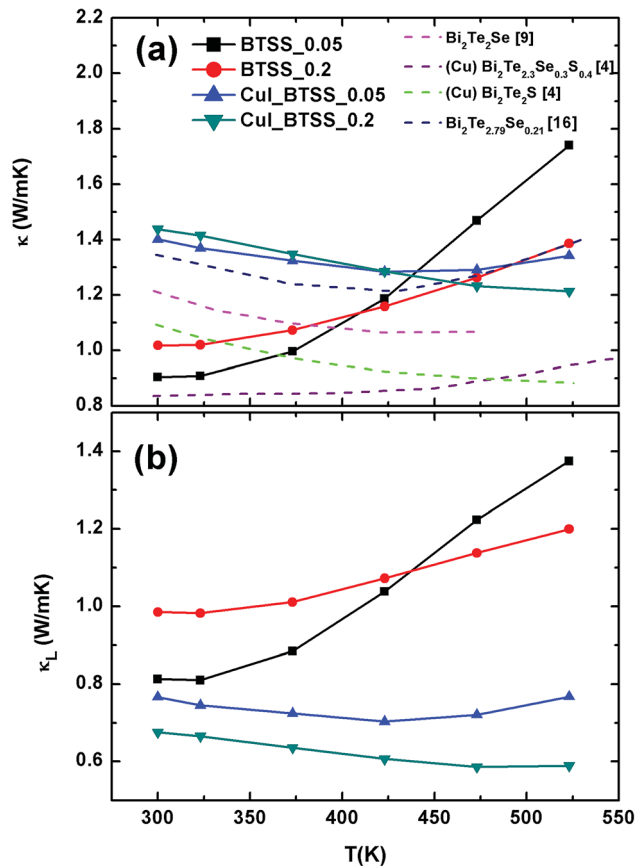 (a)
BTSS_0.05
BTSS_0.2
CuI_BTSS_0.05
CuI_BTSS_0.2
Bi₂Te₂Se [9]
(Cu) Bi₂Te₂.₃Se₀.₃S₀.₄ [4]
(Cu) Bi₂Te₂S [4]
Bi₂Te₂.₇₉Se₀.₂₁ [16]
κ (W/mK)
2.0
1.8
1.6
1.4
1.2
1.0
0.8
(b)
κL (W/mK)
1.4
1.2
1.0
0.8
0.6
300 350 400 450 500 550
T(K)